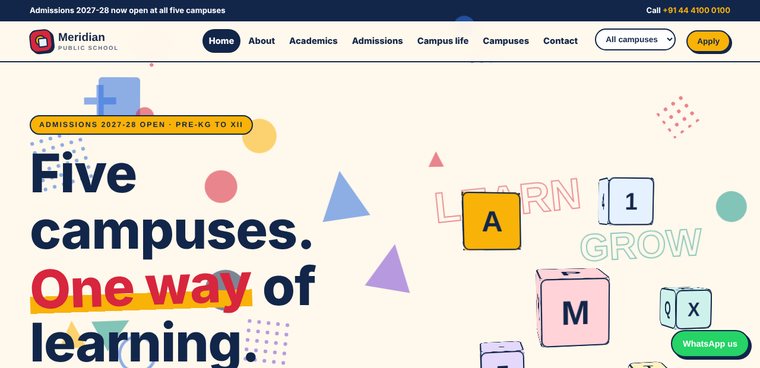 Admissions 2027-28 now open at all five campuses
Call +91 44 4100 0100
Meridian
PUBLIC SCHOOL
Home About Academics Admissions Campus life Campuses Contact
All campuses
Apply
ADMISSIONS 2027-28 OPEN · PRE-KG TO XII
Five
campuses.
One way of
learning.
LEARN
A
1
GROW
M
Q X
WhatsApp us